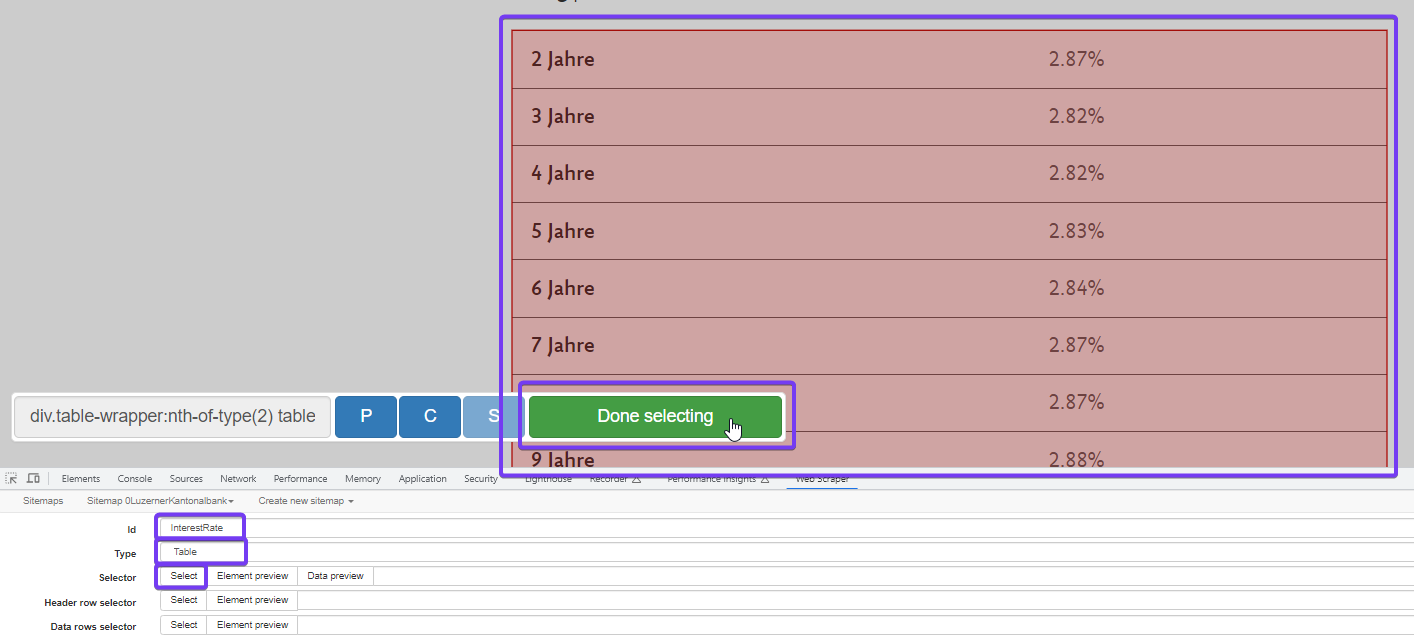 2 Jahre 2.87%
3 Jahre 2.82%
4 Jahre 2.82%
5 Jahre 2.83%
6 Jahre 2.84%
7 Jahre 2.87%
2.87%
div.table-wrapper:nth-of-type(2) table P C S Done selecting
9 Jahre 2.88%
Elements Console Sources Network Performance Memory Application Security Lighthouse Recorder Performance insights Web Scraper
Sitemaps Sitemap 0LuzernerKantonalbank Create new sitemap
Id InterestRate
Type Table
Selector Select Element preview Data preview
Header row selector Select Element preview
Data rows selector Select Element preview